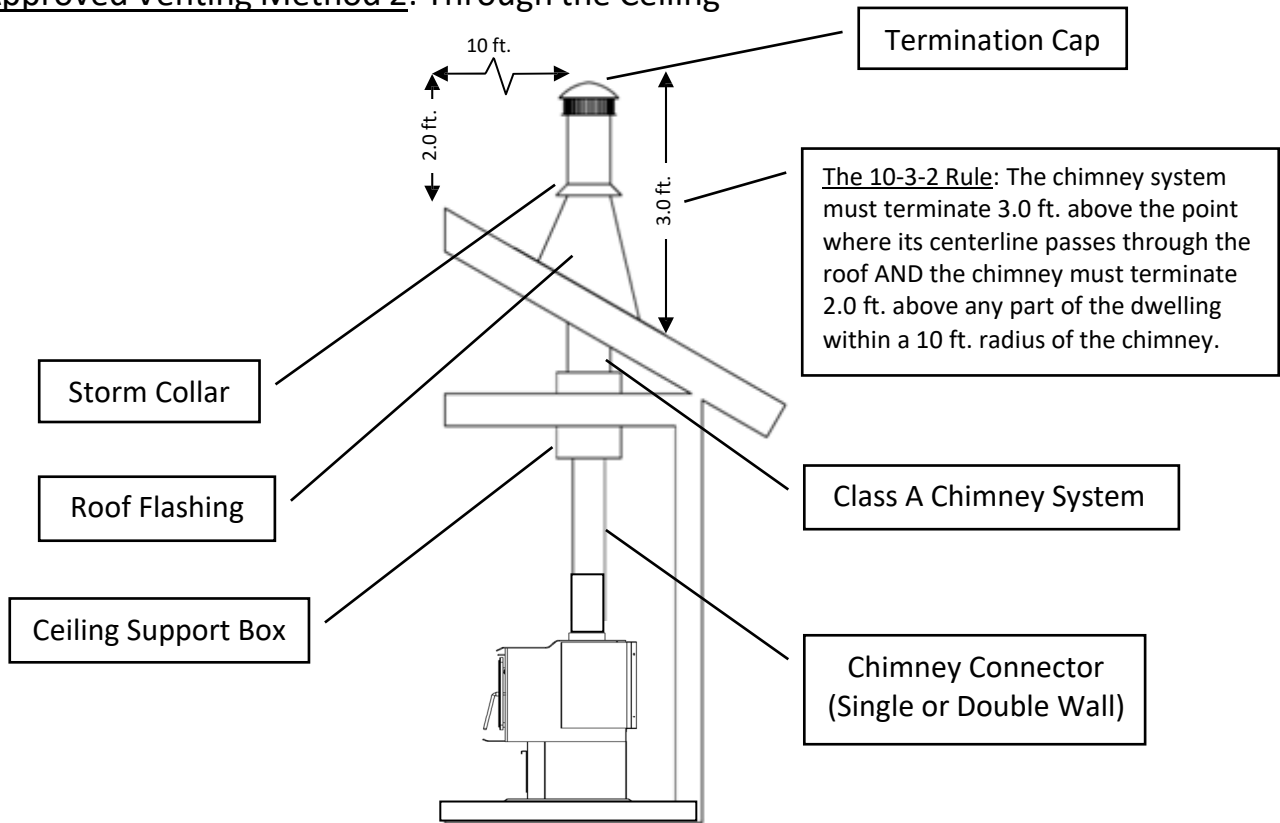 Approved Venting Method 2: Through the Ceiling
10 ft.
Termination Cap
2.0 ft.
3.0 ft.
The 10-3-2 Rule: The chimney system
must terminate 3.0 ft. above the point
where its centerline passes through the
roof AND the chimney must terminate
2.0 ft. above any part of the dwelling
within a 10 ft. radius of the chimney.
Storm Collar
Roof Flashing
Class A Chimney System
Ceiling Support Box
Chimney Connector
(Single or Double Wall)